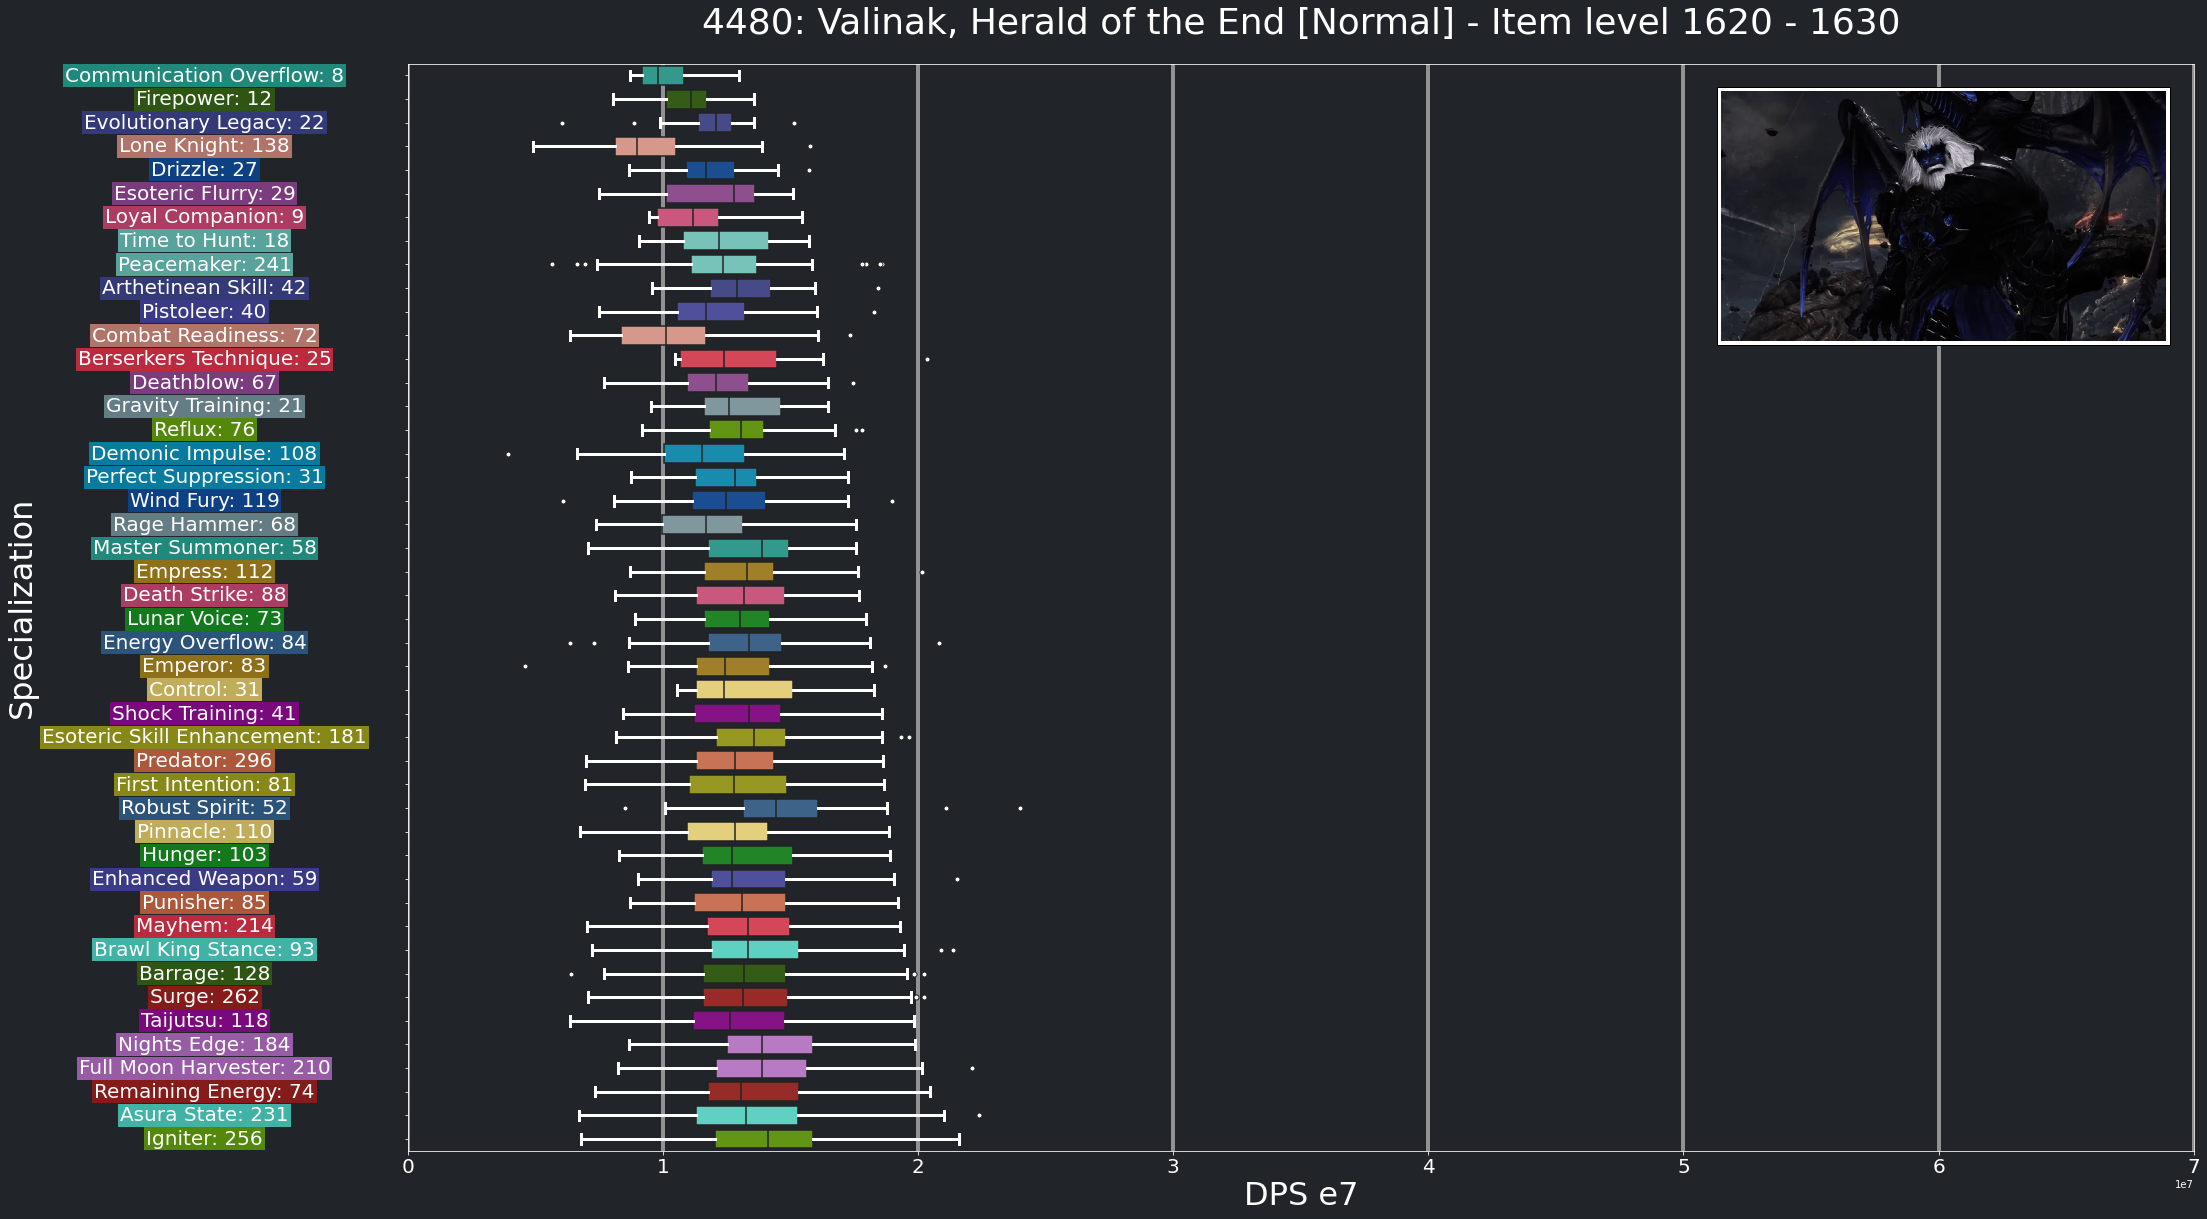 4480: Valinak, Herald of the End [Normal] - Item level 1620 - 1630
Communication Overflow: 8
Firepower: 12
Evolutionary Legacy: 22
Lone Knight: 138
Drizzle: 27
Esoteric Flurry: 29
Loyal Companion: 9
Time to Hunt: 18
Peacemaker: 241
Arthetinean Skill: 42
Pistoleer: 40
Combat Readiness: 72
Berserkers Technique: 25
Deathblow: 67
Gravity Training: 21
Reflux: 76
Demonic Impulse: 108
Perfect Suppression: 31
Wind Fury: 119
Rage Hammer: 68
Master Summoner: 58
Empress: 112
Death Strike: 88
Lunar Voice: 73
Energy Overflow: 84
Emperor: 83
Control: 31
Shock Training: 41
Esoteric Skill Enhancement: 181
Predator: 296
First Intention: 81
Robust Spirit: 52
Pinnacle: 110
Hunger: 103
Enhanced Weapon: 59
Punisher: 85
Mayhem: 214
Brawl King Stance: 93
Barrage: 128
Surge: 262
Taijutsu: 118
Nights Edge: 184
Full Moon Harvester: 210
Remaining Energy: 74
Asura State: 231
Igniter: 256
Specialization
0 1 2 3 4 5 6 7
1e7
DPS e7